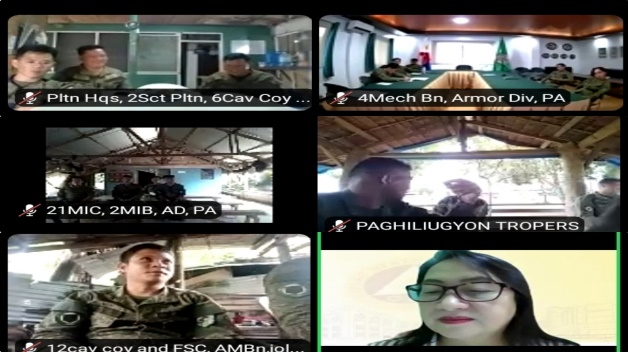 Pltn Hqs, 2Sct Pltn, 6Cav Coy ...
4Mech Bn, Armor Div, PA
21MIC, 2MIB, AD, PA
PAGHILIUGYON TROPERS
12cav coy and FSC, AMBn,jol...